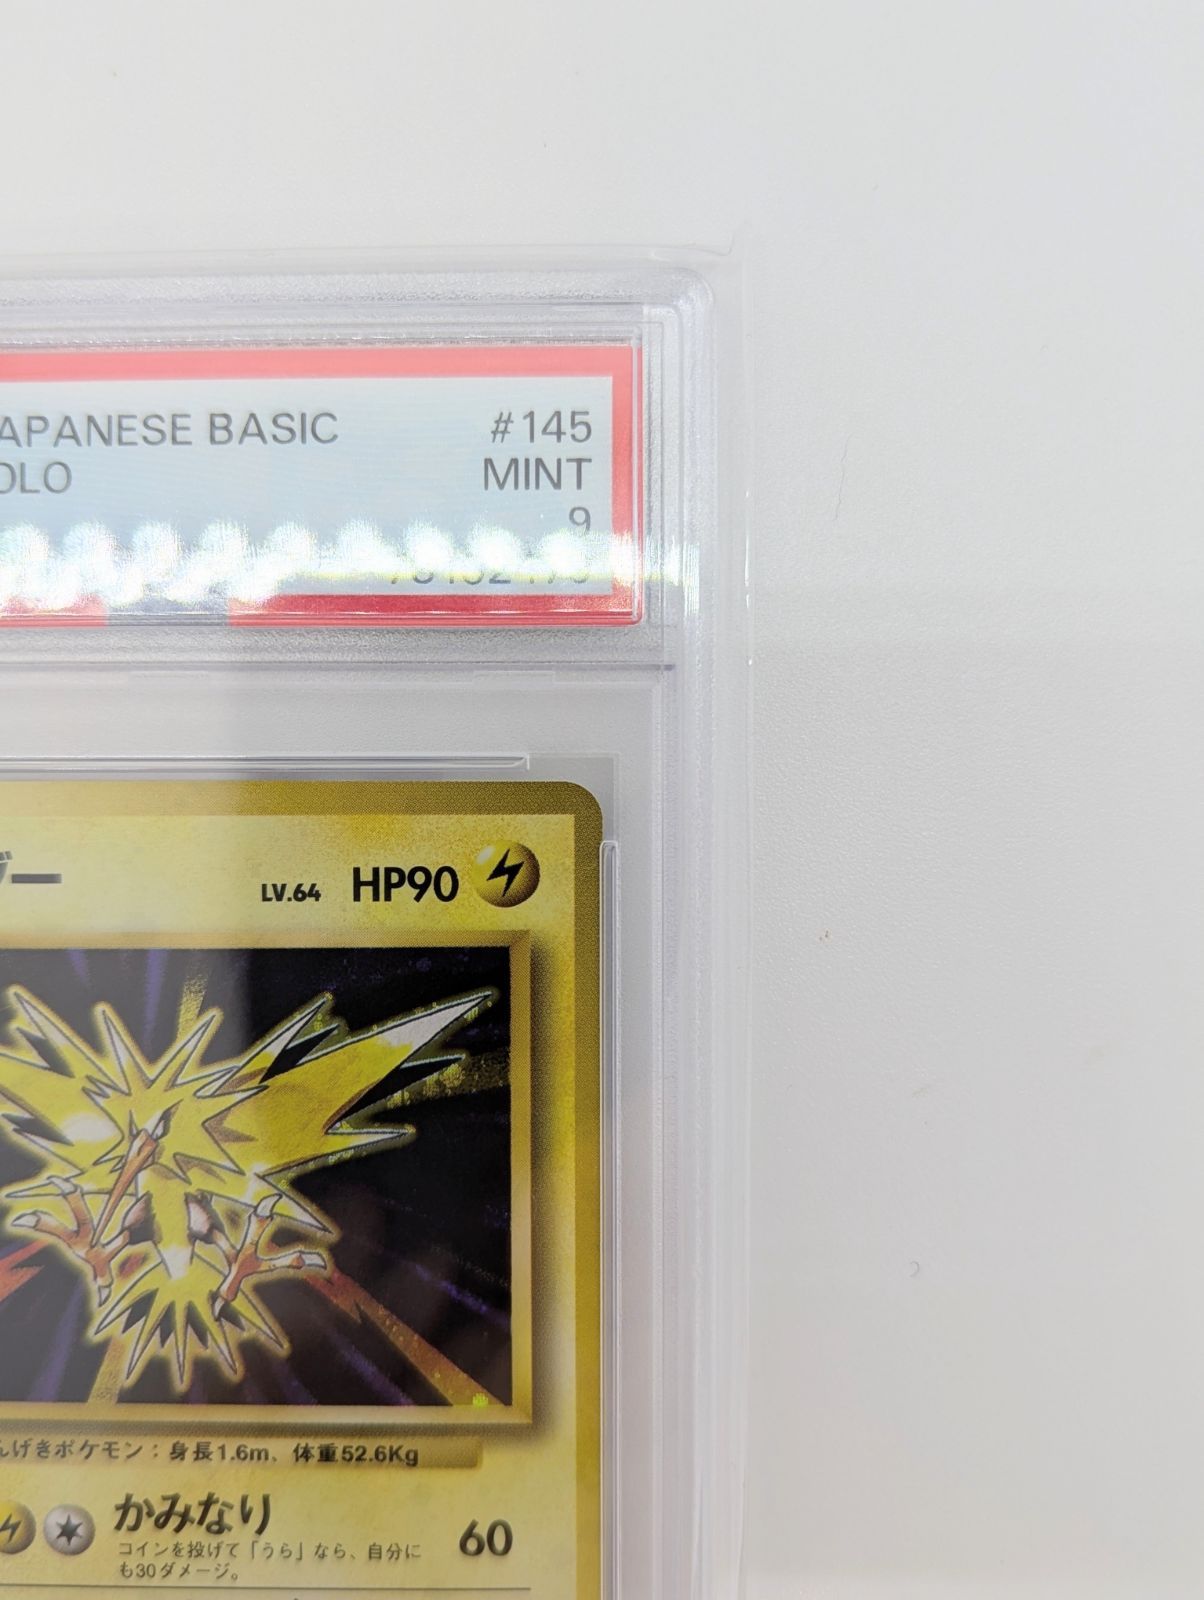 APANESE BASIC #145
OLO MINT
9
ー LV.64 HP90
んげきポケモン：身長1.6m、体重52.6Kg
かみなり 60
コインを投げて「うら」なら、自分に
も30ダメージ。